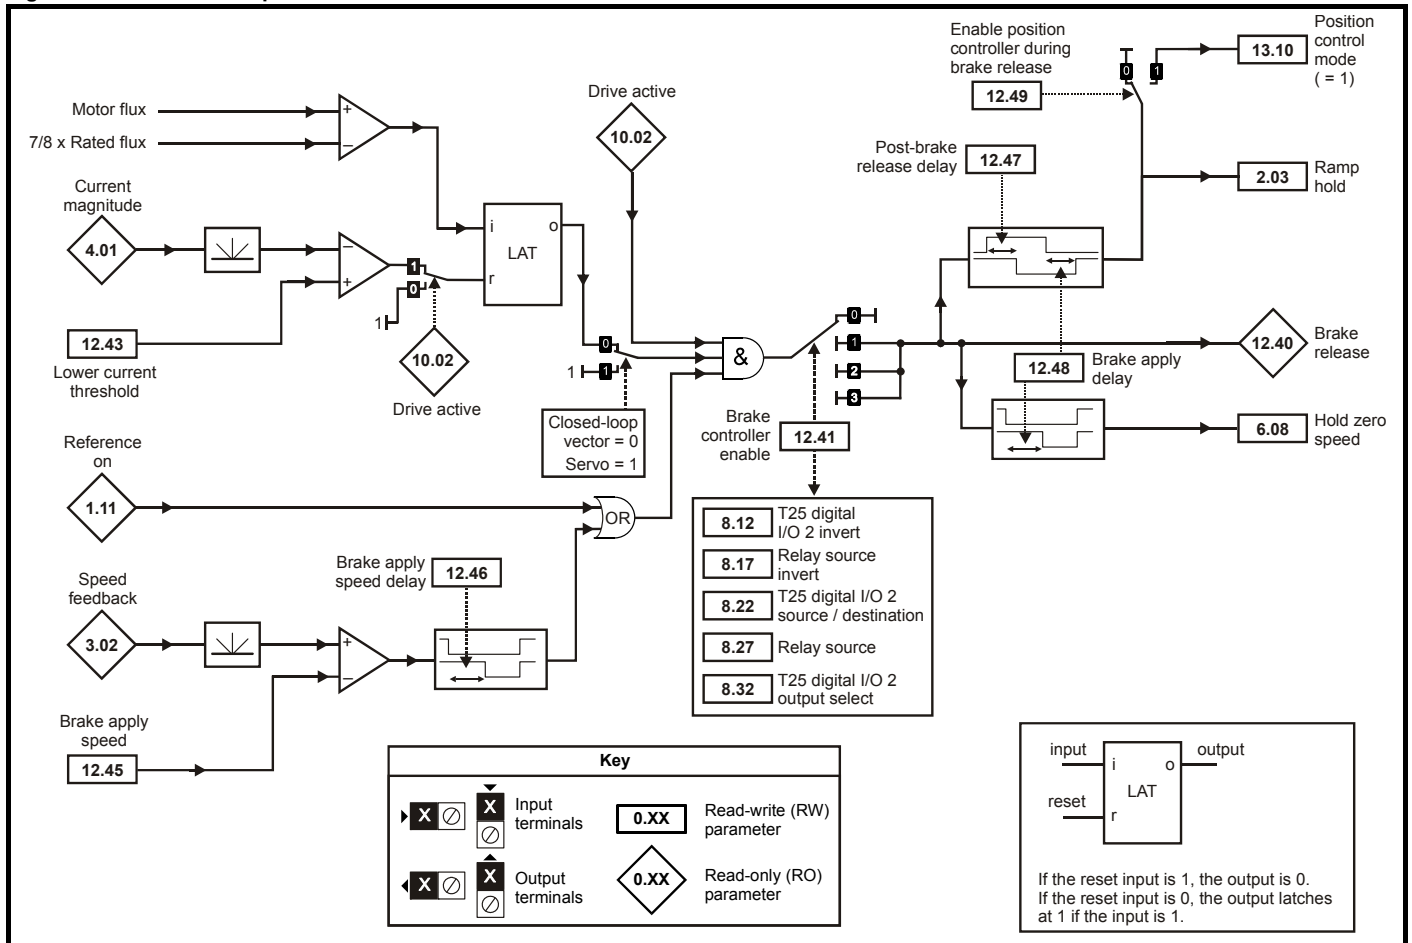 Enable position
controller during
brake release
12.49
0
1
13.10
Position
control
mode
( = 1)
Drive active
10.02
Motor flux
7/8 x Rated flux
+
–
Post-brake
release delay
12.47
2.03
Ramp
hold
Current
magnitude
4.01
–
+
1
0
1
i
o
LAT
r
12.43
Lower current
threshold
10.02
Drive active
0
1
1
&
0
1
2
3
12.40
Brake
release
12.48
Brake apply
delay
Closed-loop
vector = 0
Servo = 1
Brake
controller
enable
12.41
6.08
Hold zero
speed
Reference
on
1.11
OR
8.12
T25 digital
I/O 2 invert
8.17
Relay source
invert
8.22
T25 digital I/O 2
source / destination
8.27
Relay source
8.32
T25 digital I/O 2
output select
Brake apply
speed delay
12.46
Speed
feedback
3.02
+
–
Brake apply
speed
12.45
Key
X
X
Input
terminals
0.XX
Read-write (RW)
parameter
X
X
Output
terminals
0.XX
Read-only (RO)
parameter
input
output
i
o
LAT
reset
r
If the reset input is 1, the output is 0.
If the reset input is 0, the output latches
at 1 if the input is 1.